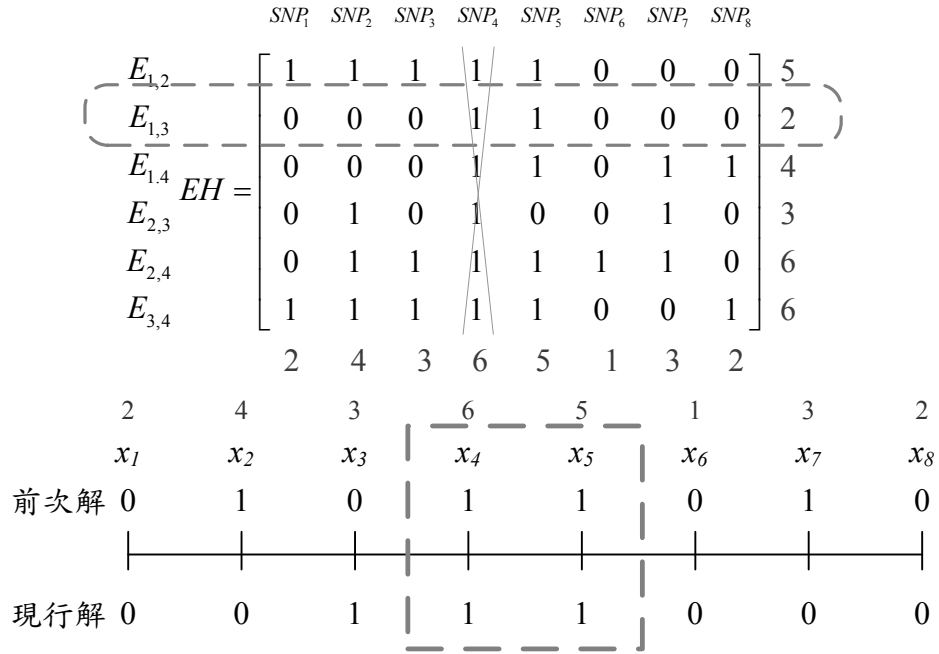 SNP₁ SNP₂ SNP₃ SNP₄ SNP₅ SNP₆ SNP₇ SNP₈
E₁,₂ 1 1 1 1 1 0 0 0 5
E₁,₃ 0 0 0 1 1 0 0 0 2
E₁.₄ 0 0 0 1 1 0 1 1 4
EH =
E₂,₃ 0 1 0 1 0 0 1 0 3
E₂,₄ 0 1 1 1 1 1 1 0 6
E₃,₄ 1 1 1 1 1 0 0 1 6
2 4 3 6 5 1 3 2
2 4 3 6 5 1 3 2
x₁ x₂ x₃ x₄ x₅ x₆ x₇ x₈
前次解 0 1 0 1 1 0 1 0
現行解 0 0 1 1 1 0 0 0